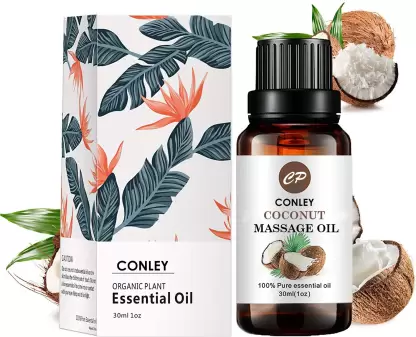 CONLEY
ORGANIC PLANT
Essential Oil
30ml 1oz
CP
CONLEY
COCONUT
MASSAGE OIL
100% Pure essential oil
30ml(1oz)